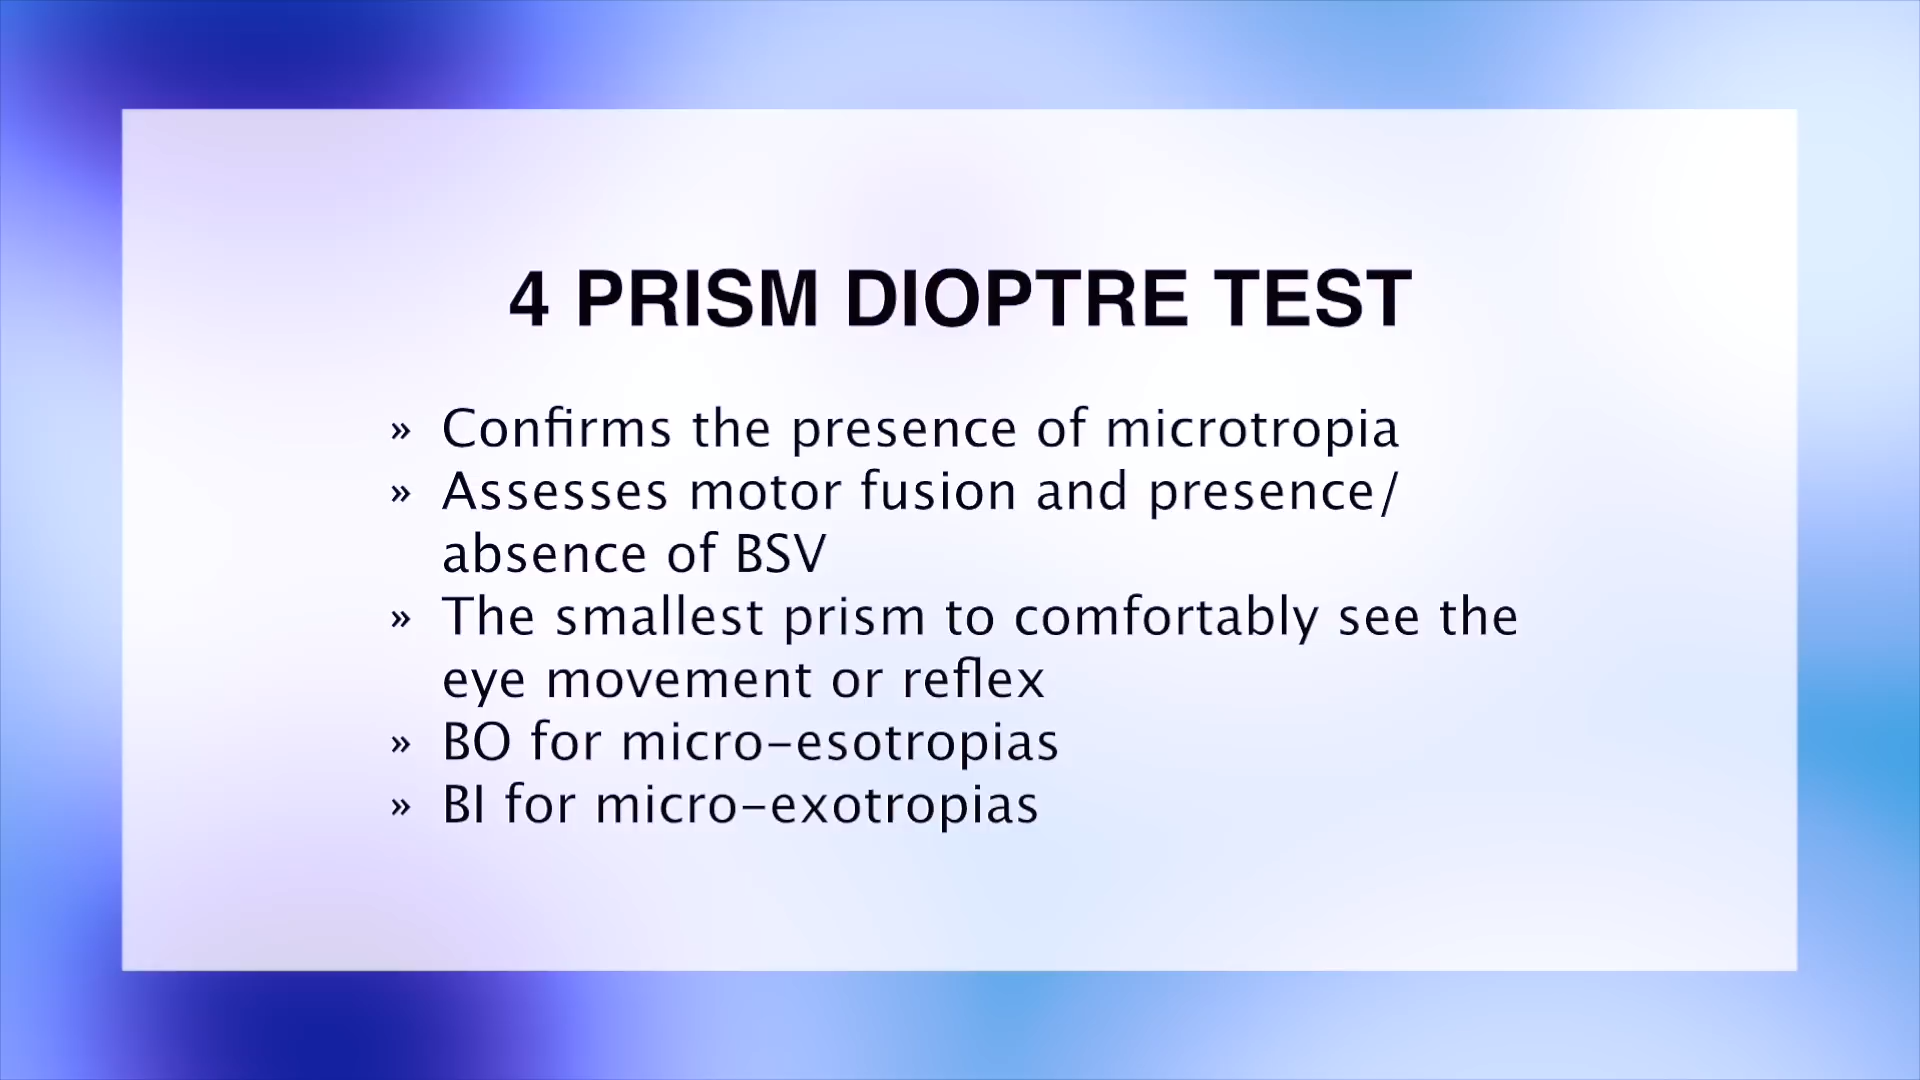 4 PRISM DIOPTRE TEST
» Confirms the presence of microtropia
» Assesses motor fusion and presence/
absence of BSV
» The smallest prism to comfortably see the
eye movement or reflex
» BO for micro–esotropias
» BI for micro–exotropias